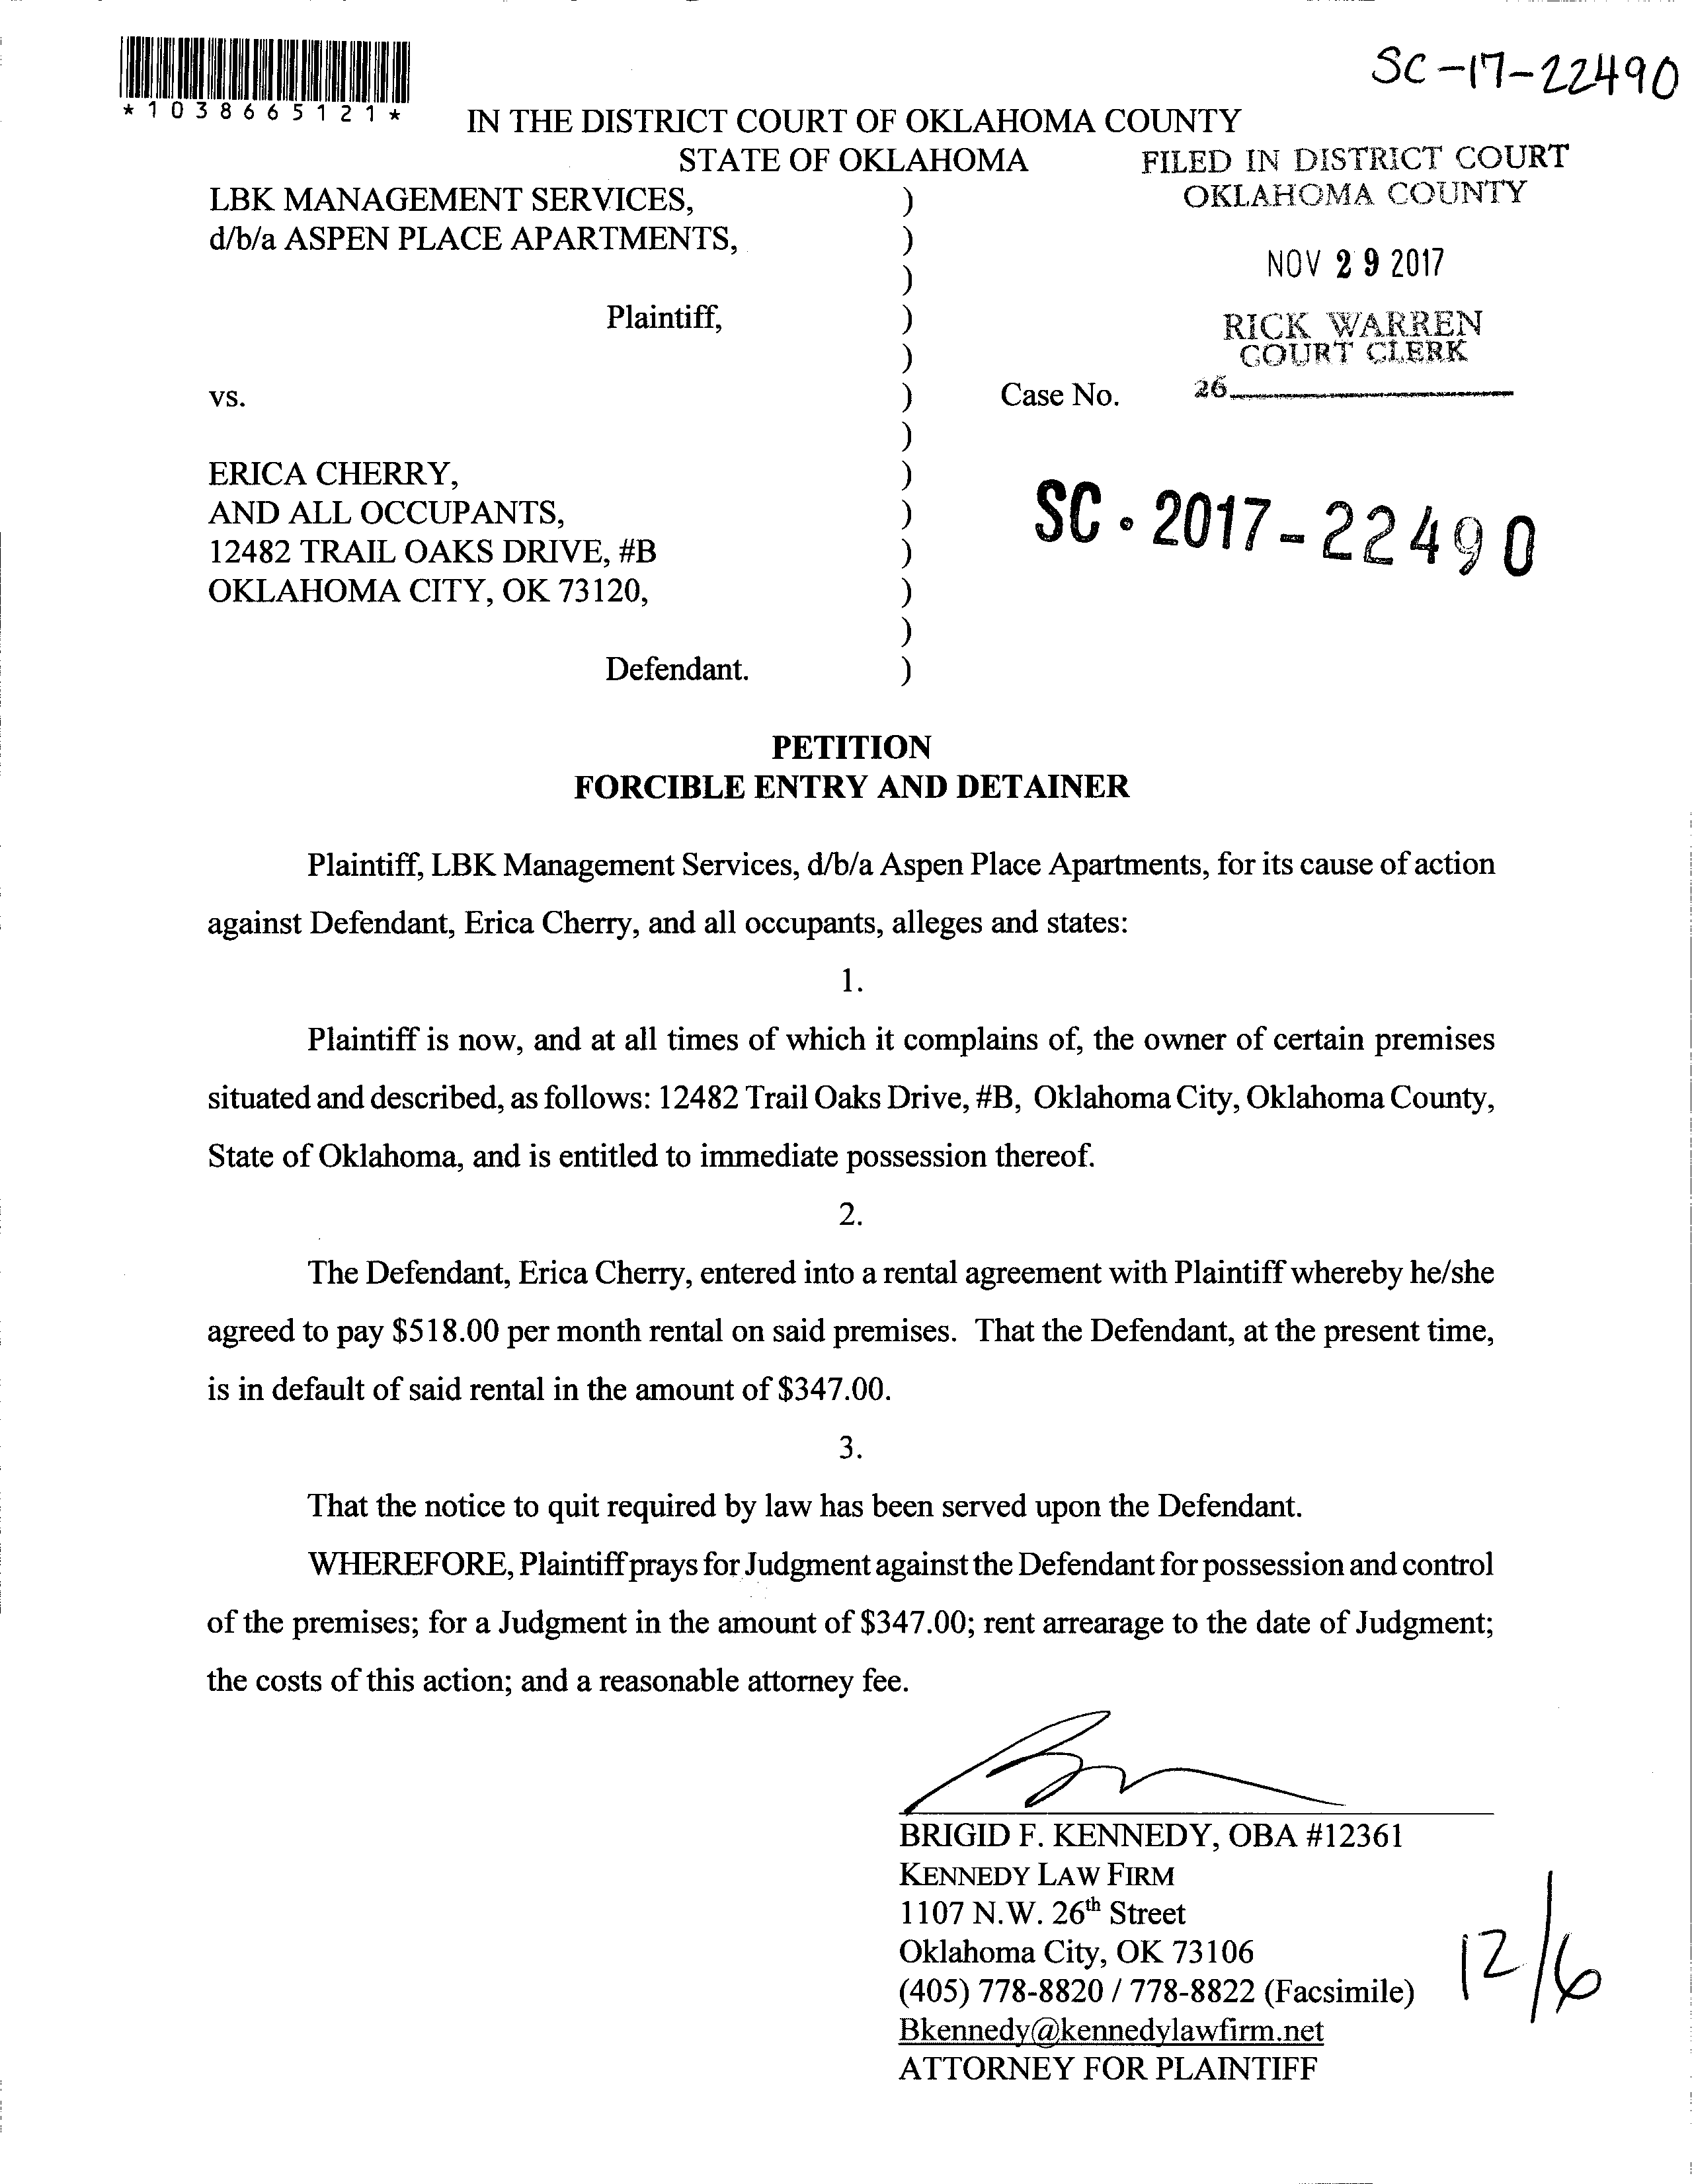 SC-17-22490
*1038665121*
IN THE DISTRICT COURT OF OKLAHOMA COUNTY
STATE OF OKLAHOMA
FILED IN DISTRICT COURT
OKLAHOMA COUNTY
LBK MANAGEMENT SERVICES, )
d/b/a ASPEN PLACE APARTMENTS, )
)
NOV 29 2017
Plaintiff, )
RICK WARREN
COURT CLERK
)
vs. ) Case No. 26
)
ERICA CHERRY, )
AND ALL OCCUPANTS, )
SC · 2017-22490
12482 TRAIL OAKS DRIVE, #B )
OKLAHOMA CITY, OK 73120, )
)
Defendant. )
PETITION
FORCIBLE ENTRY AND DETAINER
Plaintiff, LBK Management Services, d/b/a Aspen Place Apartments, for its cause of action
against Defendant, Erica Cherry, and all occupants, alleges and states:
1.
Plaintiff is now, and at all times of which it complains of, the owner of certain premises
situated and described, as follows: 12482 Trail Oaks Drive, #B, Oklahoma City, Oklahoma County,
State of Oklahoma, and is entitled to immediate possession thereof.
2.
The Defendant, Erica Cherry, entered into a rental agreement with Plaintiff whereby he/she
agreed to pay $518.00 per month rental on said premises. That the Defendant, at the present time,
is in default of said rental in the amount of $347.00.
3.
That the notice to quit required by law has been served upon the Defendant.
WHEREFORE, Plaintiff prays for Judgment against the Defendant for possession and control
of the premises; for a Judgment in the amount of $347.00; rent arrearage to the date of Judgment;
the costs of this action; and a reasonable attorney fee.
BRIGID F. KENNEDY, OBA #12361
KENNEDY LAW FIRM
1107 N.W. 26th Street
Oklahoma City, OK 73106
(405) 778-8820 / 778-8822 (Facsimile)
Bkennedy@kennedylawfirm.net
ATTORNEY FOR PLAINTIFF
12/6